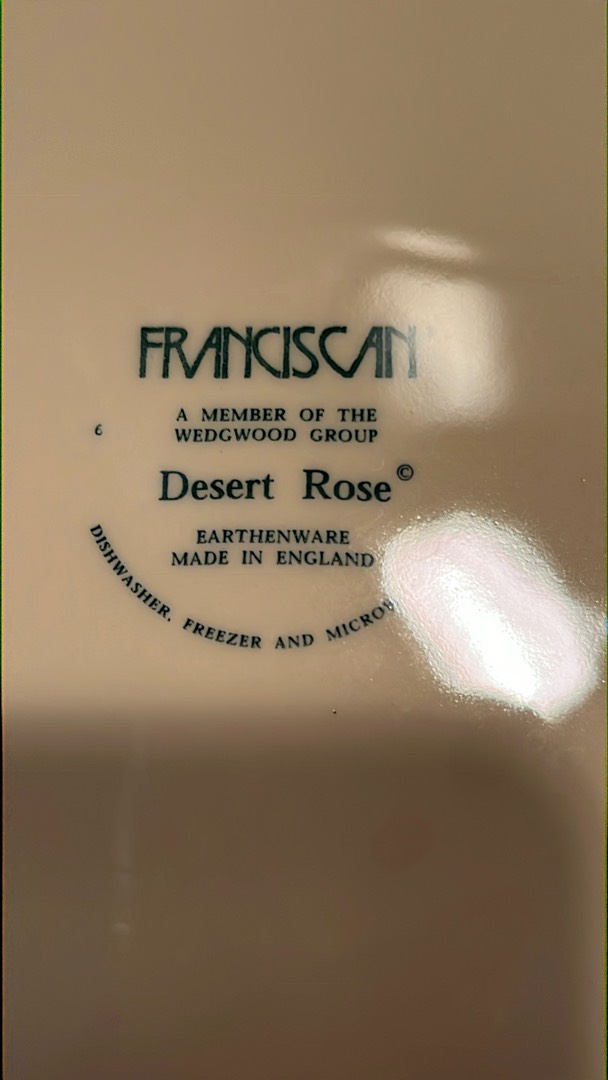 FRANCISCAN
A MEMBER OF THE
WEDGWOOD GROUP
6
Desert Rose©
EARTHENWARE
MADE IN ENGLAND
DISHWASHER, FREEZER AND